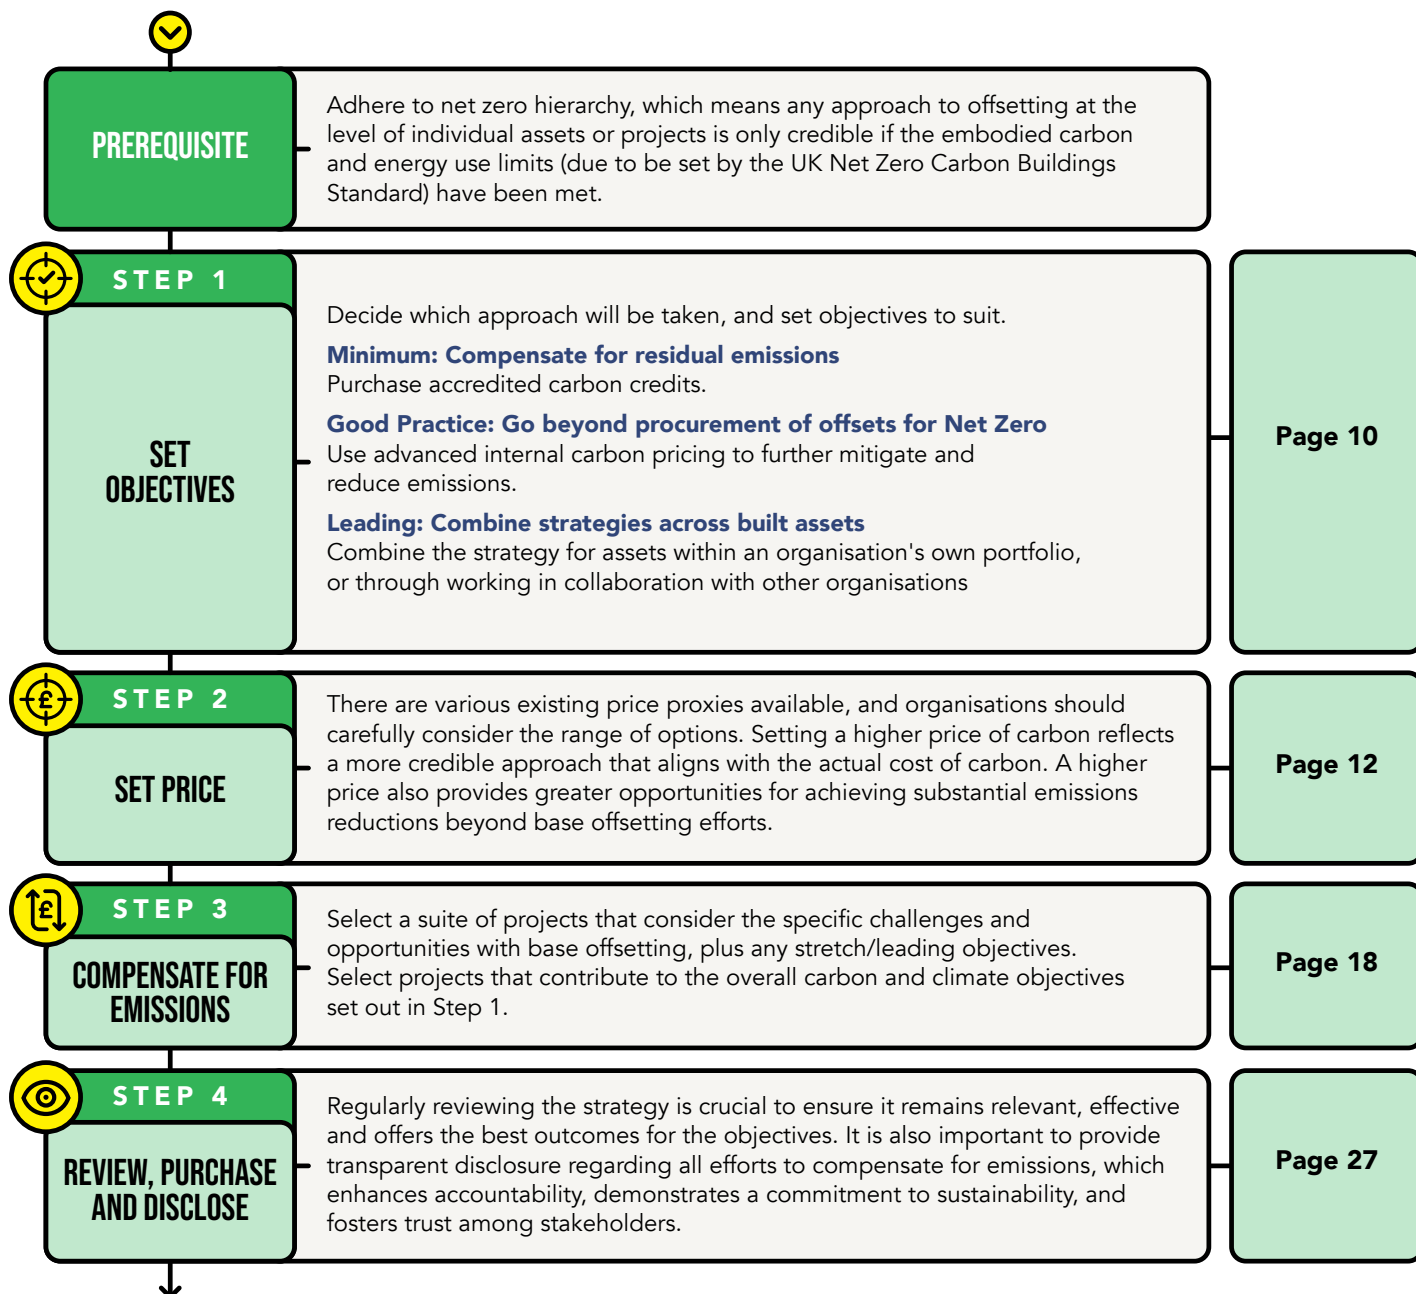 PREREQUISITE
Adhere to net zero hierarchy, which means any approach to offsetting at the
level of individual assets or projects is only credible if the embodied carbon
and energy use limits (due to be set by the UK Net Zero Carbon Buildings
Standard) have been met.
STEP 1
SET
OBJECTIVES
Decide which approach will be taken, and set objectives to suit.
Minimum: Compensate for residual emissions
Purchase accredited carbon credits.
Good Practice: Go beyond procurement of offsets for Net Zero
Use advanced internal carbon pricing to further mitigate and
reduce emissions.
Leading: Combine strategies across built assets
Combine the strategy for assets within an organisation's own portfolio,
or through working in collaboration with other organisations
Page 10
£
STEP 2
SET PRICE
There are various existing price proxies available, and organisations should
carefully consider the range of options. Setting a higher price of carbon reflects
a more credible approach that aligns with the actual cost of carbon. A higher
price also provides greater opportunities for achieving substantial emissions
reductions beyond base offsetting efforts.
Page 12
£
STEP 3
COMPENSATE FOR
EMISSIONS
Select a suite of projects that consider the specific challenges and
opportunities with base offsetting, plus any stretch/leading objectives.
Select projects that contribute to the overall carbon and climate objectives
set out in Step 1.
Page 18
STEP 4
REVIEW, PURCHASE
AND DISCLOSE
Regularly reviewing the strategy is crucial to ensure it remains relevant, effective
and offers the best outcomes for the objectives. It is also important to provide
transparent disclosure regarding all efforts to compensate for emissions, which
enhances accountability, demonstrates a commitment to sustainability, and
fosters trust among stakeholders.
Page 27